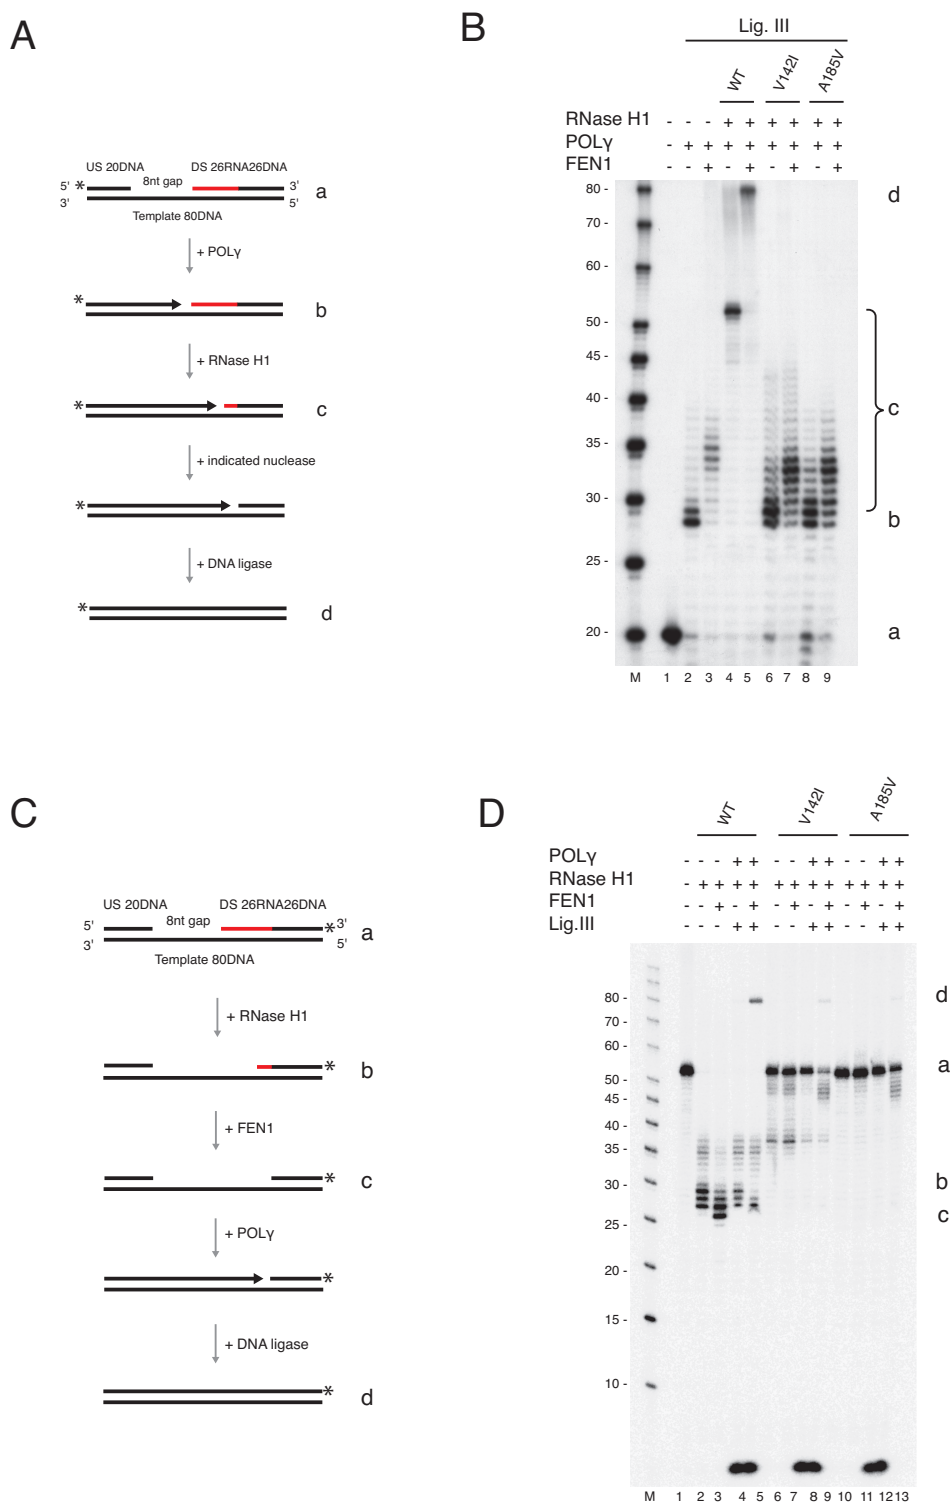 A
US 20DNA DS 26RNA26DNA
8nt gap
5' * 3'
3' 5'
a
Template 80DNA
+ POLγ
*
b
+ RNase H1
*
c
+ indicated nuclease
*
+ DNA ligase
*
d
B
Lig. III
WT V142I A185V
RNase H1 - - - + + + + + +
POLγ - + + + + + + + +
FEN1 - - + - + - + - +
80 -
70 -
60 -
50 -
45 -
40 -
35 -
30 -
25 -
20 -
d
c
b
a
M 1 2 3 4 5 6 7 8 9
C
US 20DNA DS 26RNA26DNA
8nt gap
5' * 3'
3' 5'
a
Template 80DNA
+ RNase H1
*
b
+ FEN1
*
c
+ POLγ
*
+ DNA ligase
*
d
D
WT V142I A185V
POLγ - - - + + - - + + - - + +
RNase H1 - + + + + + + + + + + + +
FEN1 - - + - + - + - + - + - +
Lig.III - - - + + - - + + - - + +
80 -
70 -
60 -
50 -
45 -
40 -
35 -
30 -
25 -
20 -
15 -
10 -
d
a
b
c
M 1 2 3 4 5 6 7 8 9 10 11 12 13